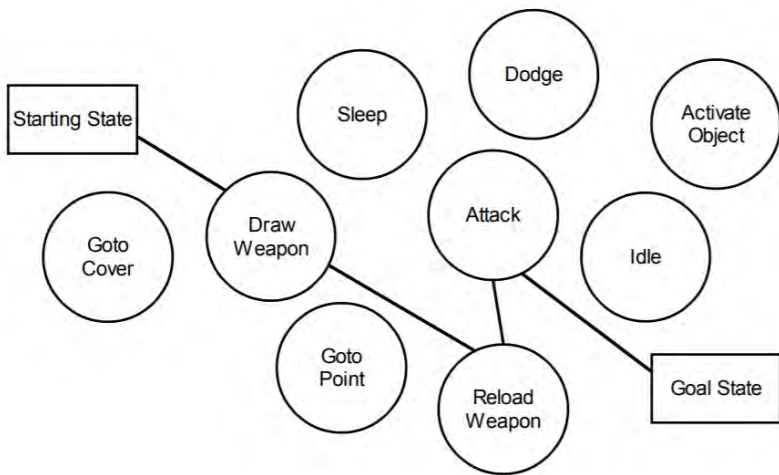 Dodge
Starting State
Sleep
Activate
Object
Draw
Weapon
Attack
Goto
Cover
Idle
Goto
Point
Reload
Weapon
Goal State